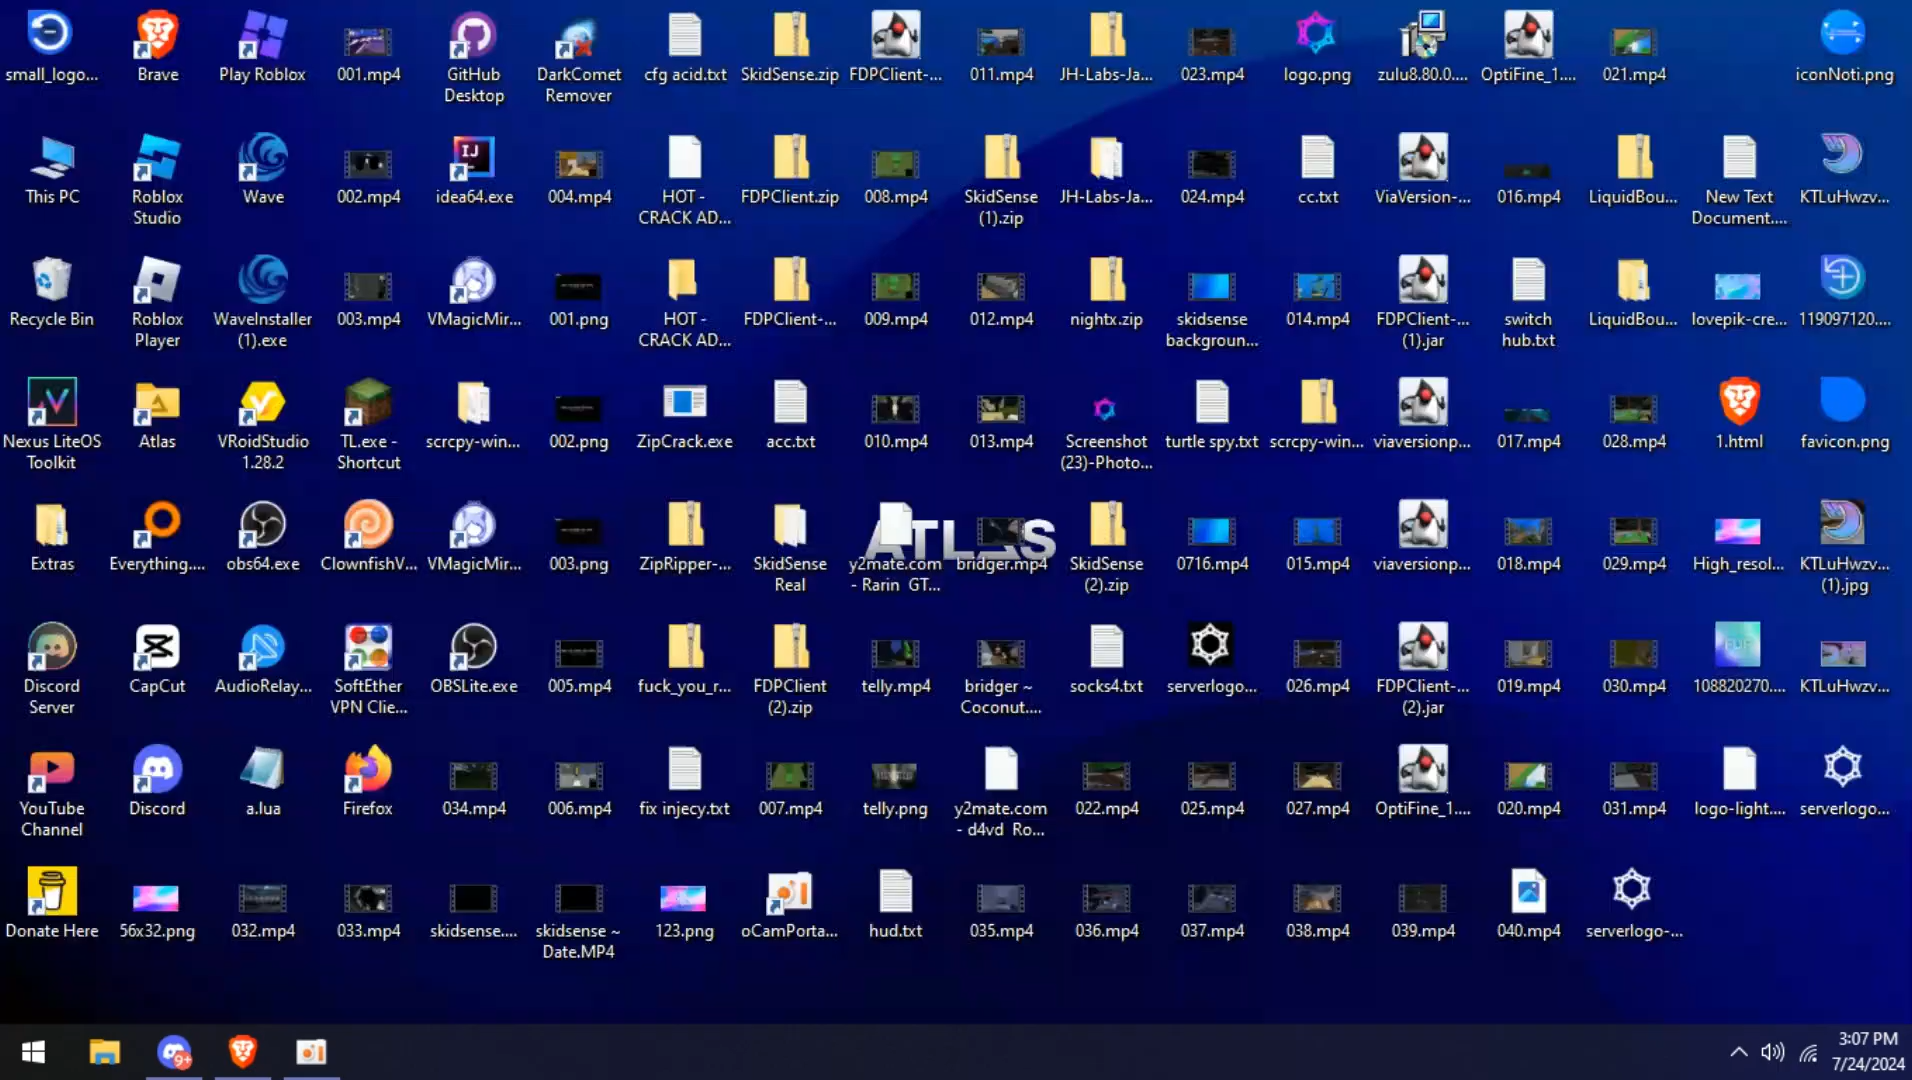 small_logo...
Brave
Play Roblox
001.mp4
GitHub
Desktop
DarkComet
Remover
cfg acid.txt
SkidSense.zip
FDPClient-...
011.mp4
JH-Labs-Ja...
023.mp4
logo.png
zulu8.80.0....
OptiFine_1....
021.mp4
iconNoti.png
This PC
Roblox
Studio
Wave
002.mp4
idea64.exe
004.mp4
HOT -
CRACK AD...
FDPClient.zip
008.mp4
SkidSense
(1).zip
JH-Labs-Ja...
024.mp4
cc.txt
ViaVersion-...
016.mp4
LiquidBou...
New Text
Document....
KTLuHwzv...
Recycle Bin
Roblox
Player
WaveInstaller
(1).exe
003.mp4
VMagicMir...
001.png
HOT -
CRACK AD...
FDPClient-...
009.mp4
012.mp4
nightx.zip
skidsense
backgroun...
014.mp4
FDPClient-...
(1).jar
switch
hub.txt
LiquidBou...
lovepik-cre...
119097120....
Nexus LiteOS
Toolkit
Atlas
VRoidStudio
1.28.2
TL.exe -
Shortcut
scrcpy-win...
002.png
ZipCrack.exe
acc.txt
010.mp4
013.mp4
Screenshot
(23)-Photo...
turtle spy.txt
scrcpy-win...
viaversionp...
017.mp4
028.mp4
1.html
favicon.png
Extras
Everything....
obs64.exe
ClownfishV...
VMagicMir...
003.png
ZipRipper-...
SkidSense
Real
ATLAS
y2mate.com
- Rarin GT...
bridger.mp4
SkidSense
(2).zip
0716.mp4
015.mp4
viaversionp...
018.mp4
029.mp4
High_resol...
KTLuHwzv...
(1).jpg
Discord
Server
CapCut
AudioRelay...
SoftEther
VPN Clie...
OBSLite.exe
005.mp4
fuck_you_r...
FDPClient
(2).zip
telly.mp4
bridger ~
Coconut....
socks4.txt
serverlogo...
026.mp4
FDPClient-...
(2).jar
019.mp4
030.mp4
108820270....
KTLuHwzv...
YouTube
Channel
Discord
a.lua
Firefox
034.mp4
006.mp4
fix injecy.txt
007.mp4
telly.png
y2mate.com
- d4vd Ro...
022.mp4
025.mp4
027.mp4
OptiFine_1....
020.mp4
031.mp4
logo-light....
serverlogo...
Donate Here
56x32.png
032.mp4
033.mp4
skidsense....
skidsense ~
Date.MP4
123.png
oCamPorta...
hud.txt
035.mp4
036.mp4
037.mp4
038.mp4
039.mp4
040.mp4
serverlogo-...
9+
3:07 PM
7/24/2024